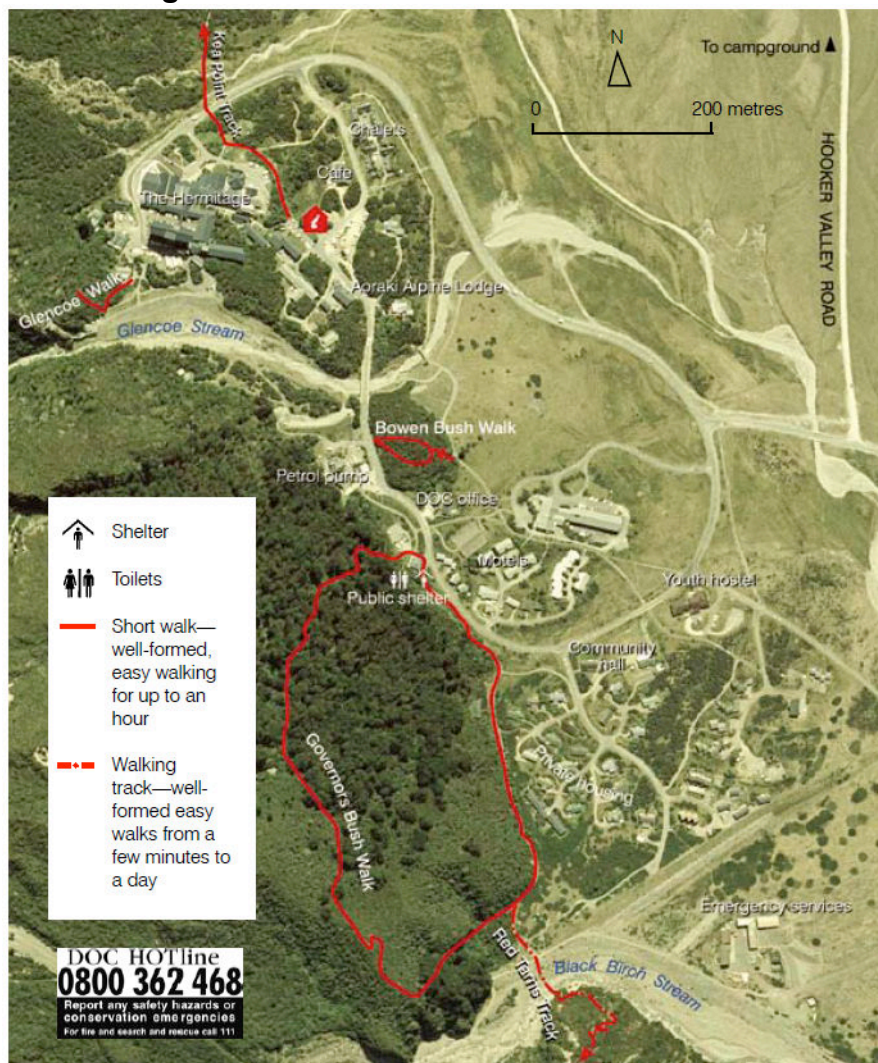 N
To campground
0 200 metres
HOOKER VALLEY ROAD
Kea Point Track
Chalets
Cafe
The Hermitage
Aoraki Alpine Lodge
Glencoe Walk
Glencoe Stream
Bowen Bush Walk
Petrol pump
DOC office
Motels
Public shelter
Youth hostel
Community
hall
Governors Bush Walk
Private housing
Emergency services
Red Tarns Track
Black Birch Stream
Shelter
Toilets
Short walk—
well-formed,
easy walking
for up to an
hour
Walking
track—well-
formed easy
walks from a
few minutes to
a day
DOC HOTline
0800 362 468
Report any safety hazards or
conservation emergencies
For fire and search and rescue call 111